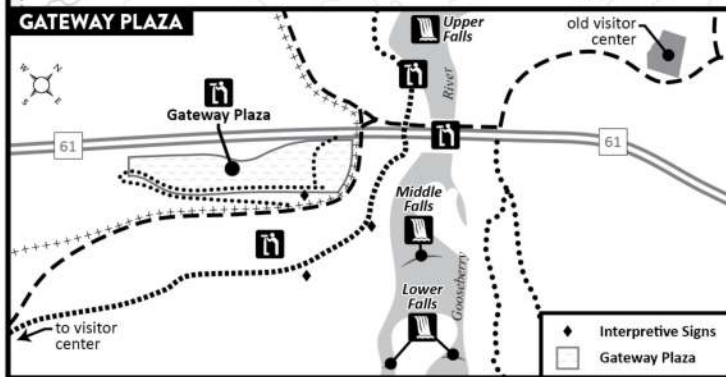 GATEWAY PLAZA
Upper
Falls
old visitor
center
N
W
E
S
River
Gateway Plaza
61
61
Middle
Falls
Lower
Falls
Gooseberry
to visitor
center
Interpretive Signs
Gateway Plaza